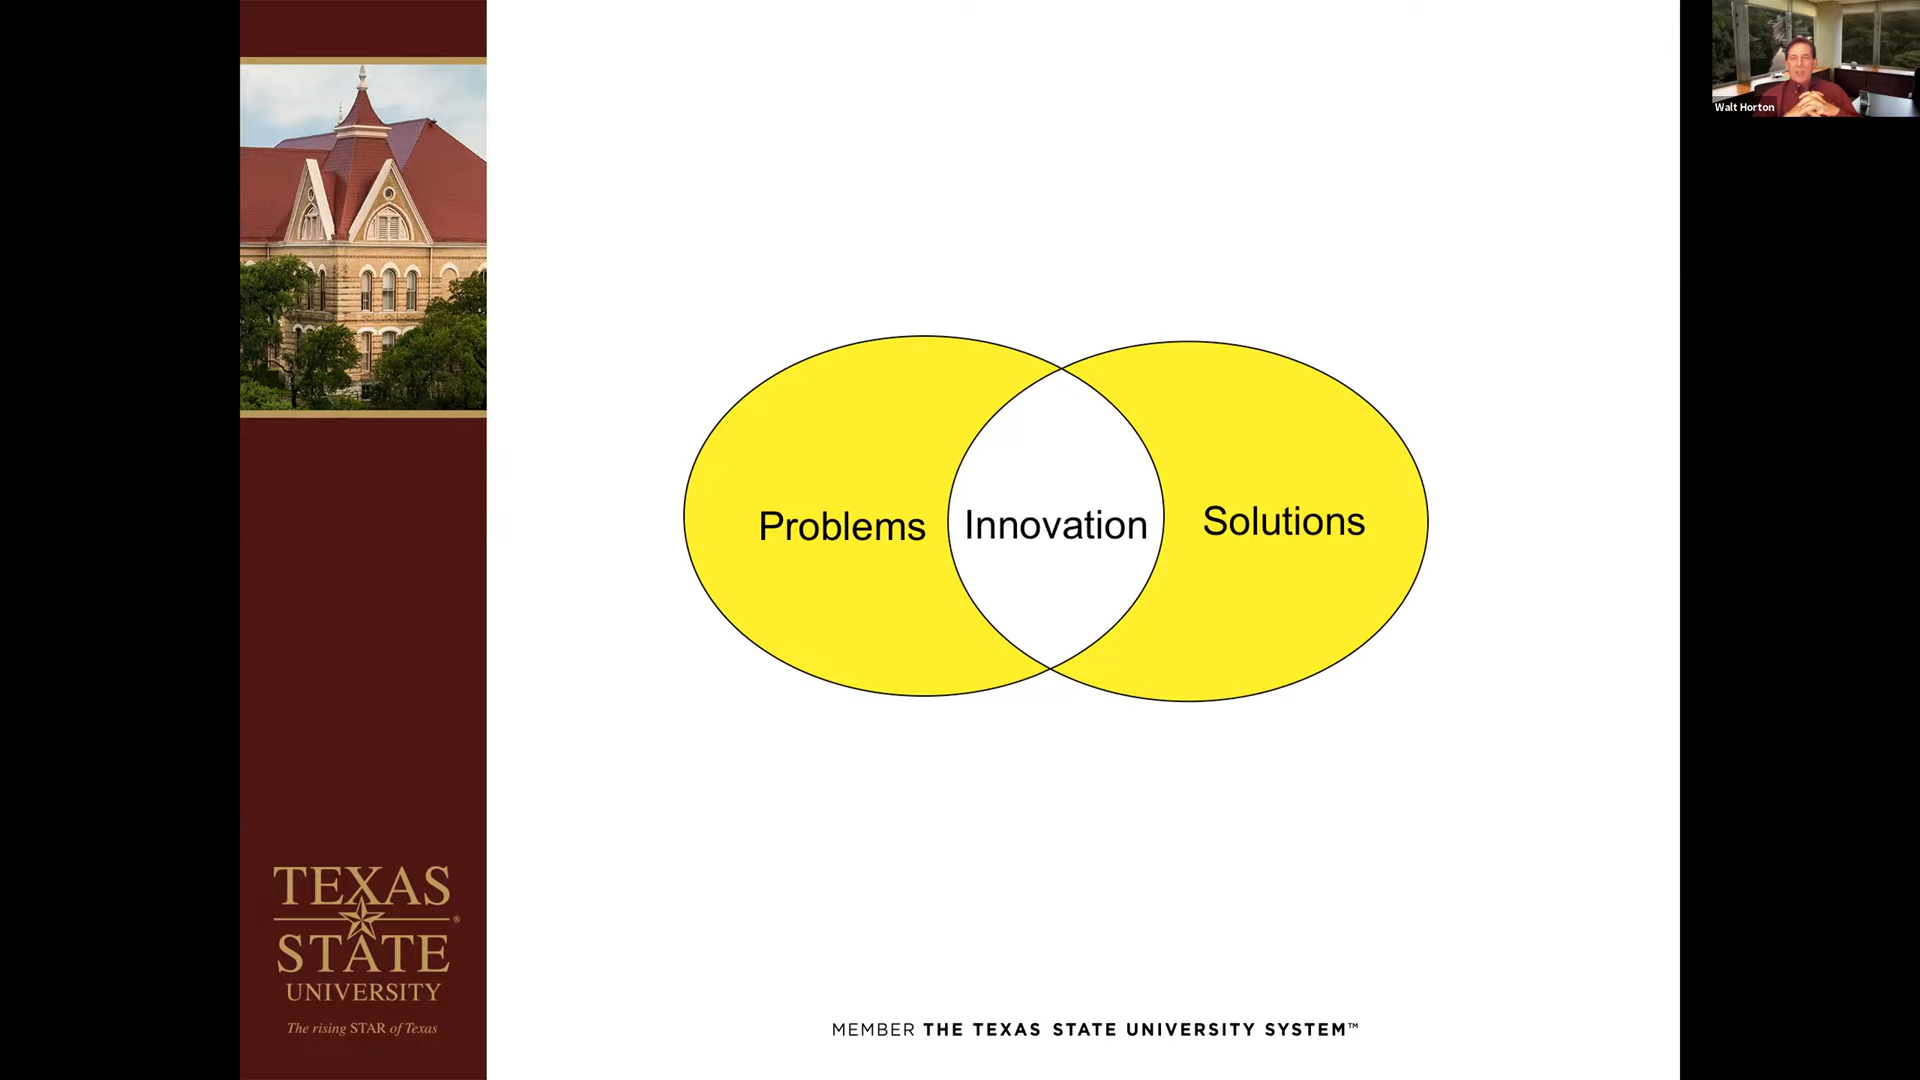 Walt Horton
Problems Innovation Solutions
TEXAS
STATE®
UNIVERSITY
The rising STAR of Texas
MEMBER THE TEXAS STATE UNIVERSITY SYSTEM™